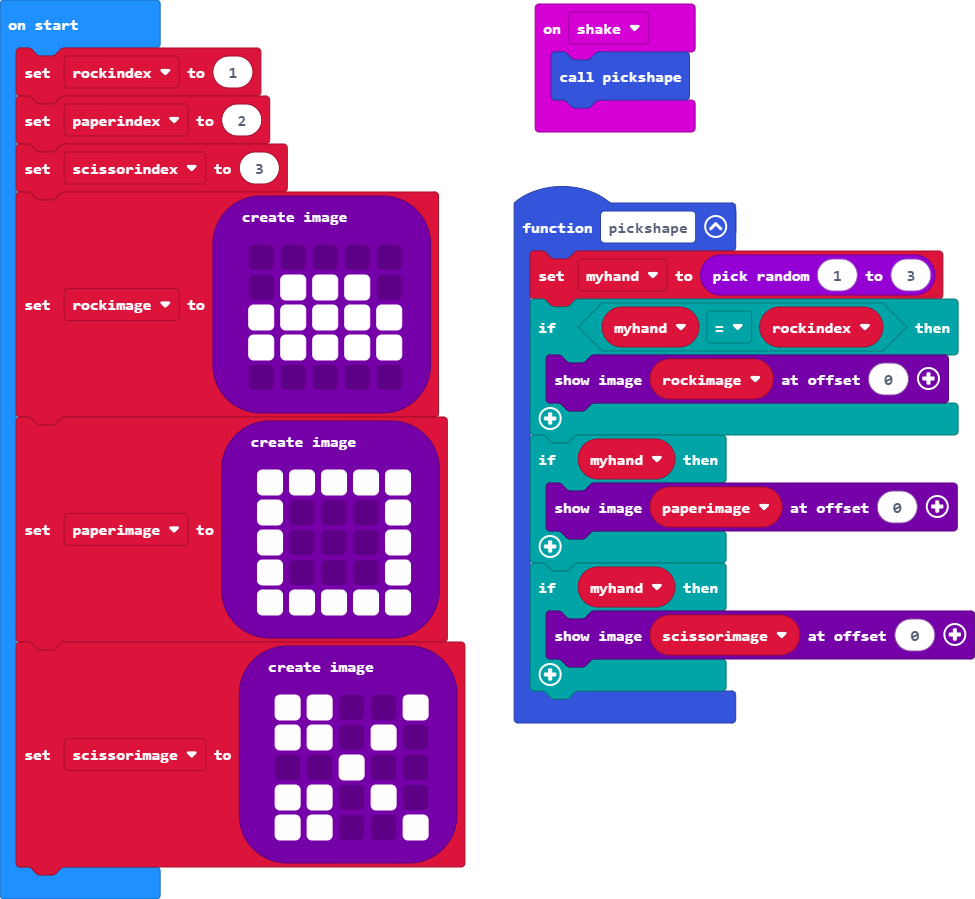 on start
set rockindex to 1
set paperindex to 2
set scissorindex to 3
create image
set rockimage to
create image
set paperimage to
create image
set scissorimage to
on shake
call pickshape
function pickshape
set myhand to pick random 1 to 3
if myhand = rockindex then
show image rockimage at offset 0
if myhand then
show image paperimage at offset 0
if myhand then
show image scissorimage at offset 0